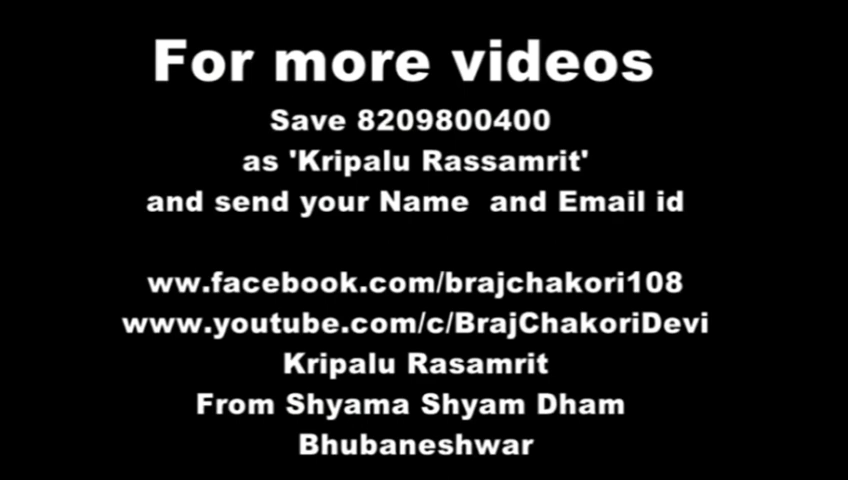 For more videos
Save 8209800400
as 'Kripalu Rassamrit'
and send your Name and Email id
ww.facebook.com/brajchakori108
www.youtube.com/c/BrajChakoriDevi
Kripalu Rasamrit
From Shyama Shyam Dham
Bhubaneshwar